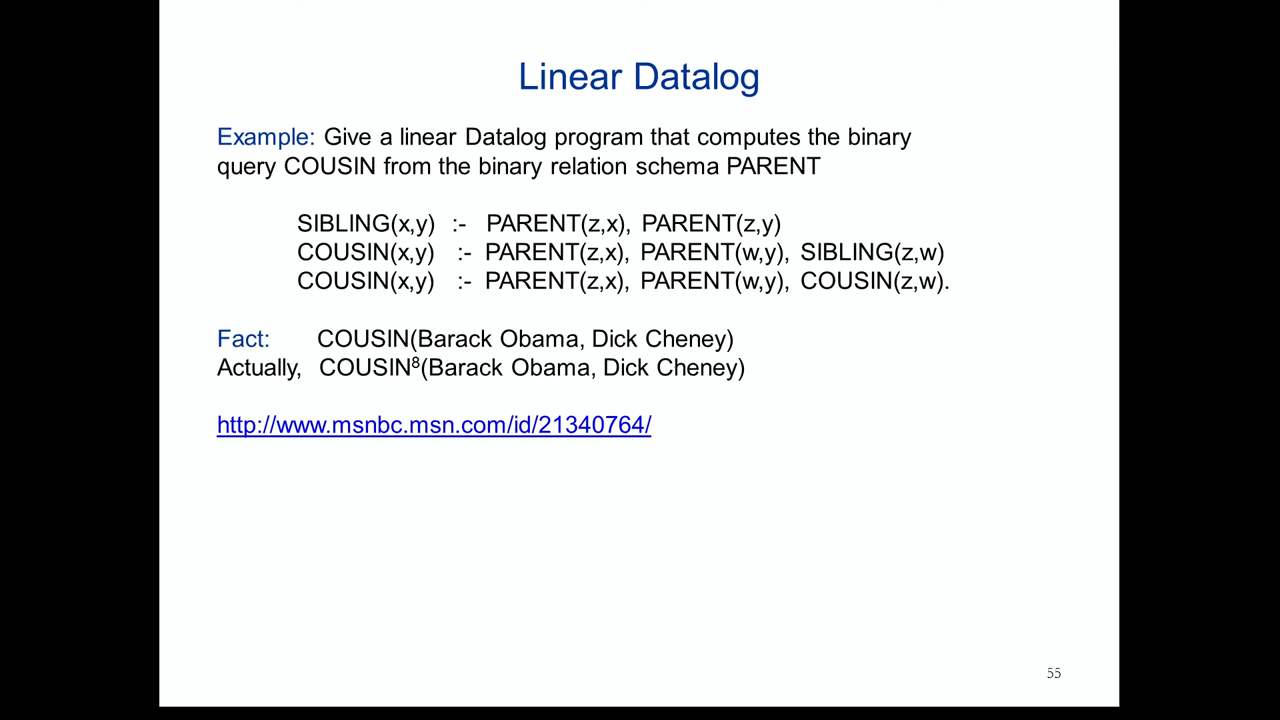 Linear Datalog
Example: Give a linear Datalog program that computes the binary
query COUSIN from the binary relation schema PARENT
SIBLING(x,y) :- PARENT(z,x), PARENT(z,y)
COUSIN(x,y) :- PARENT(z,x), PARENT(w,y), SIBLING(z,w)
COUSIN(x,y) :- PARENT(z,x), PARENT(w,y), COUSIN(z,w).
Fact: COUSIN(Barack Obama, Dick Cheney)
Actually, COUSIN⁸(Barack Obama, Dick Cheney)
http://www.msnbc.msn.com/id/21340764/
55